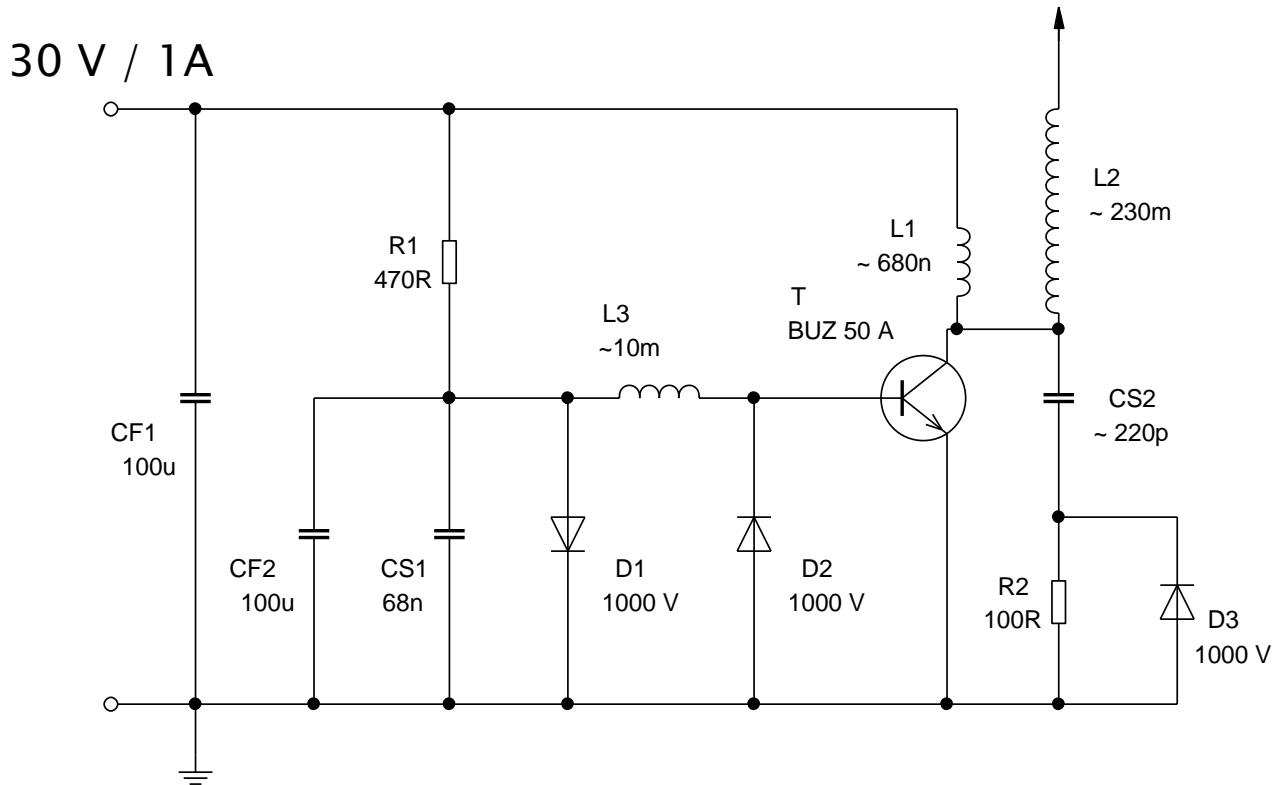 30 V / 1A
L2
~ 230m
R1
470R
L1
~ 680n
T
BUZ 50 A
L3
~10m
CF1
100u
CS2
~ 220p
CF2
100u
CS1
68n
D1
1000 V
D2
1000 V
R2
100R
D3
1000 V